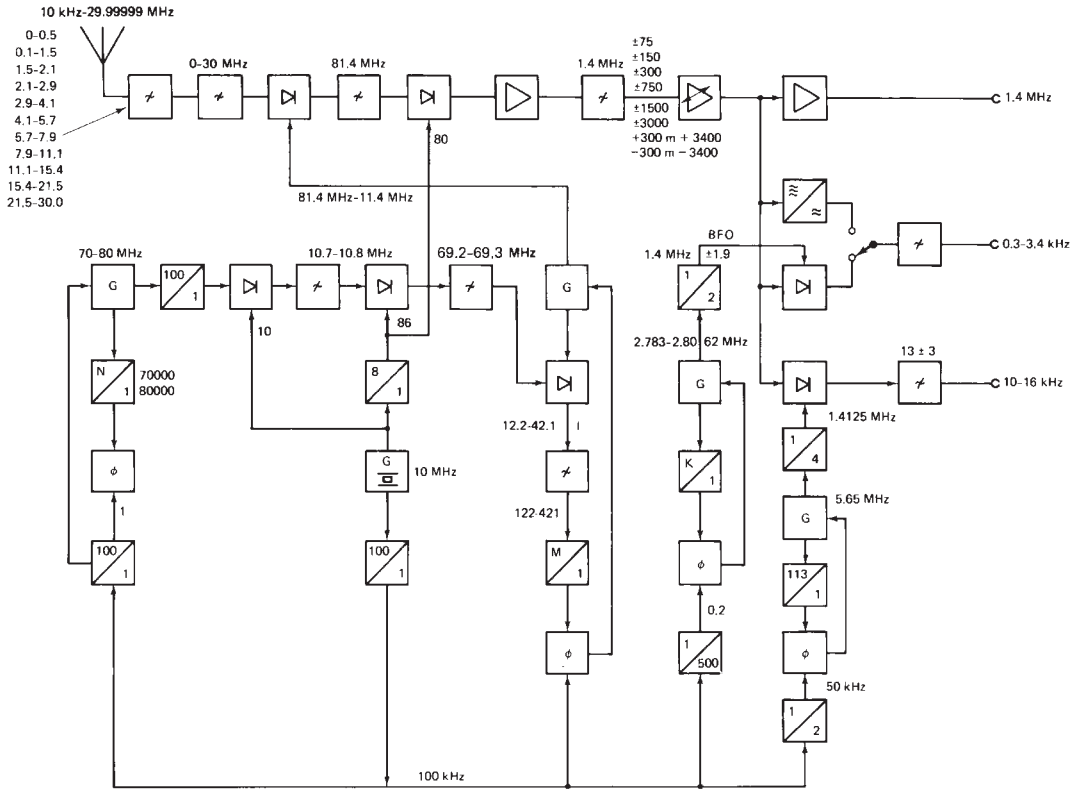 10 kHz-29.99999 MHz
0-0.5
0.1-1.5
1.5-2.1
2.1-2.9
2.9-4.1
4.1-5.7
5.7-7.9
7.9-11.1
11.1-15.4
15.4-21.5
21.5-30.0
0-30 MHz
81.4 MHz
1.4 MHz
±75
±150
±300
±750
±1500
±3000
+300 m + 3400
-300 m - 3400
1.4 MHz
80
81.4 MHz-11.4 MHz
BFO
1.4 MHz
±1.9
0.3-3.4 kHz
70-80 MHz
10.7-10.8 MHz
69.2-69,3 MHz
G
100
1
G
1
2
10
86
2.783-2.80 62 MHz
N
1
70000
80000
8
1
G
13 ± 3
10-16 kHz
12.2-42.1
I
1.4125 MHz
ϕ
G
10 MHz
K
1
1
4
122-421
5.65 MHz
G
1
100
1
100
1
M
1
ϕ
113
1
0.2
ϕ
1
500
ϕ
50 kHz
1
2
100 kHz